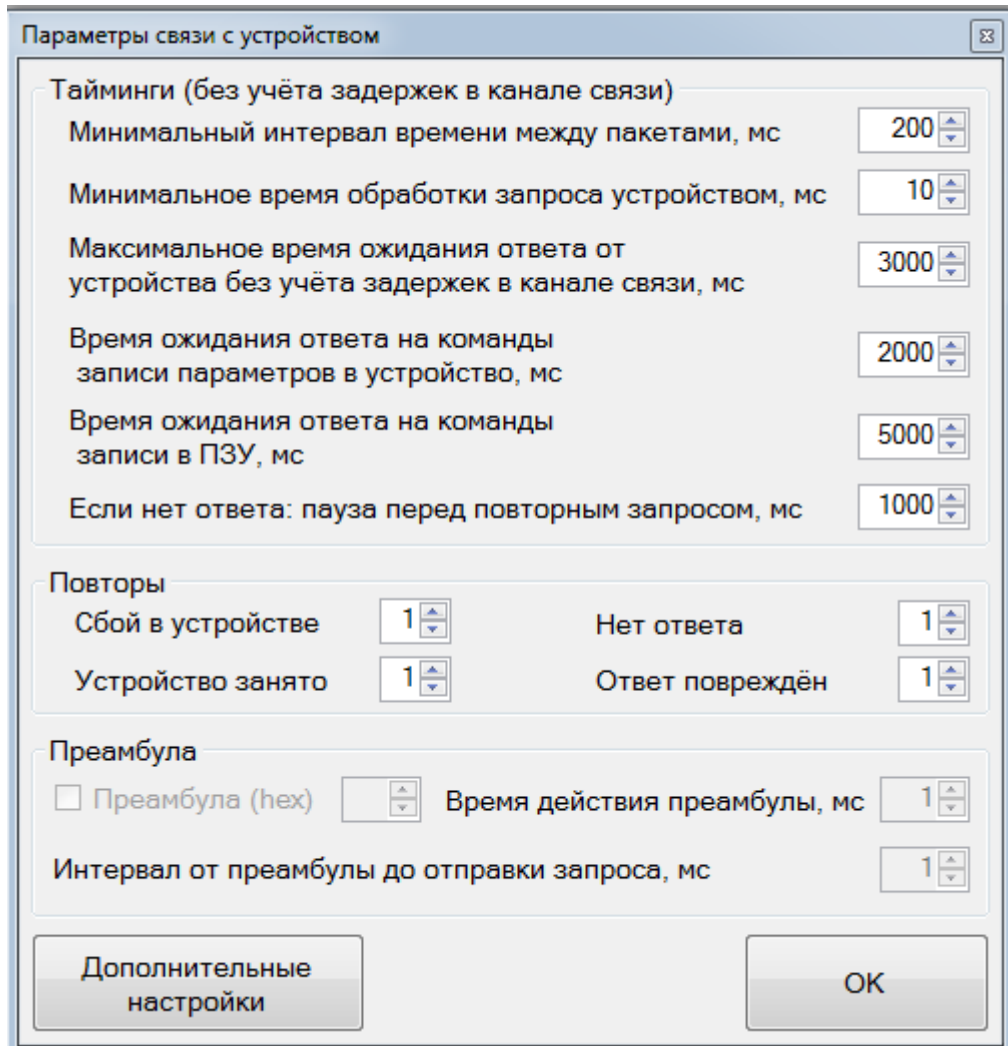 Параметры связи с устройством
Тайминги (без учёта задержек в канале связи)
Минимальный интервал времени между пакетами, мс 200
Минимальное время обработки запроса устройством, мс 10
Максимальное время ожидания ответа от
устройства без учёта задержек в канале связи, мс 3000
Время ожидания ответа на команды
записи параметров в устройство, мс 2000
Время ожидания ответа на команды
записи в ПЗУ, мс 5000
Если нет ответа: пауза перед повторным запросом, мс 1000
Повторы
Сбой в устройстве 1 Нет ответа 1
Устройство занято 1 Ответ повреждён 1
Преамбула
Преамбула (hex) Время действия преамбулы, мс 1
Интервал от преамбулы до отправки запроса, мс 1
Дополнительные
настройки
OK